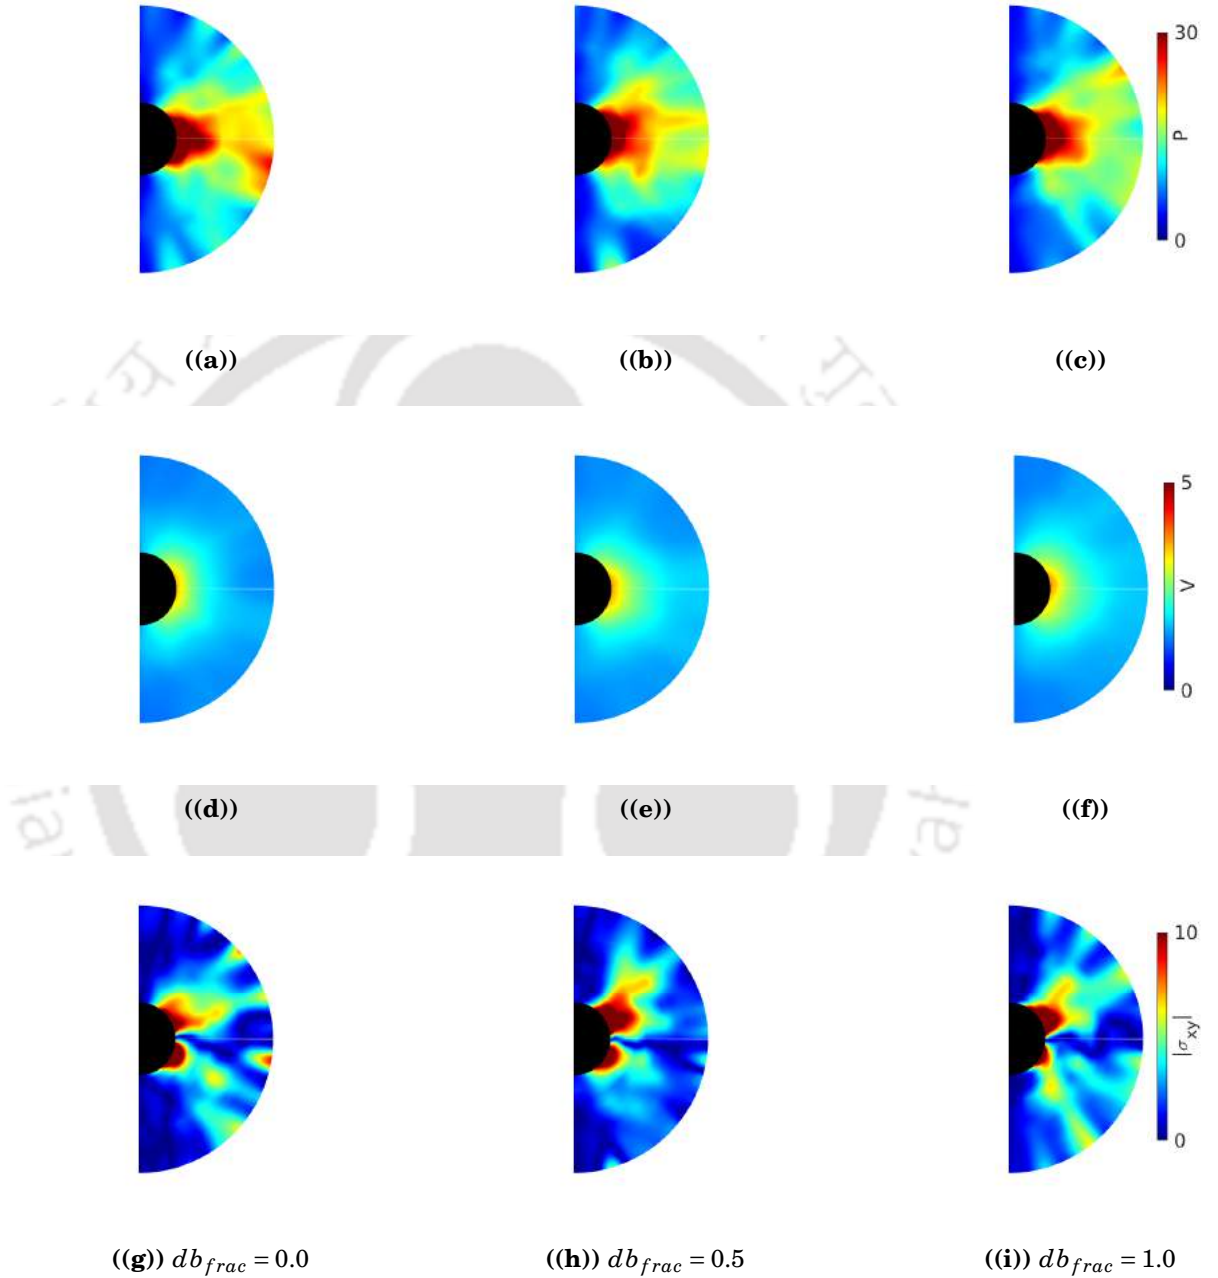 30
P
0
((a)) ((b)) ((c))
5
V
0
((d)) ((e)) ((f))
10
|σxy|
0
((g)) dbfrac = 0.0 ((h)) dbfrac = 0.5 ((i)) dbfrac = 1.0